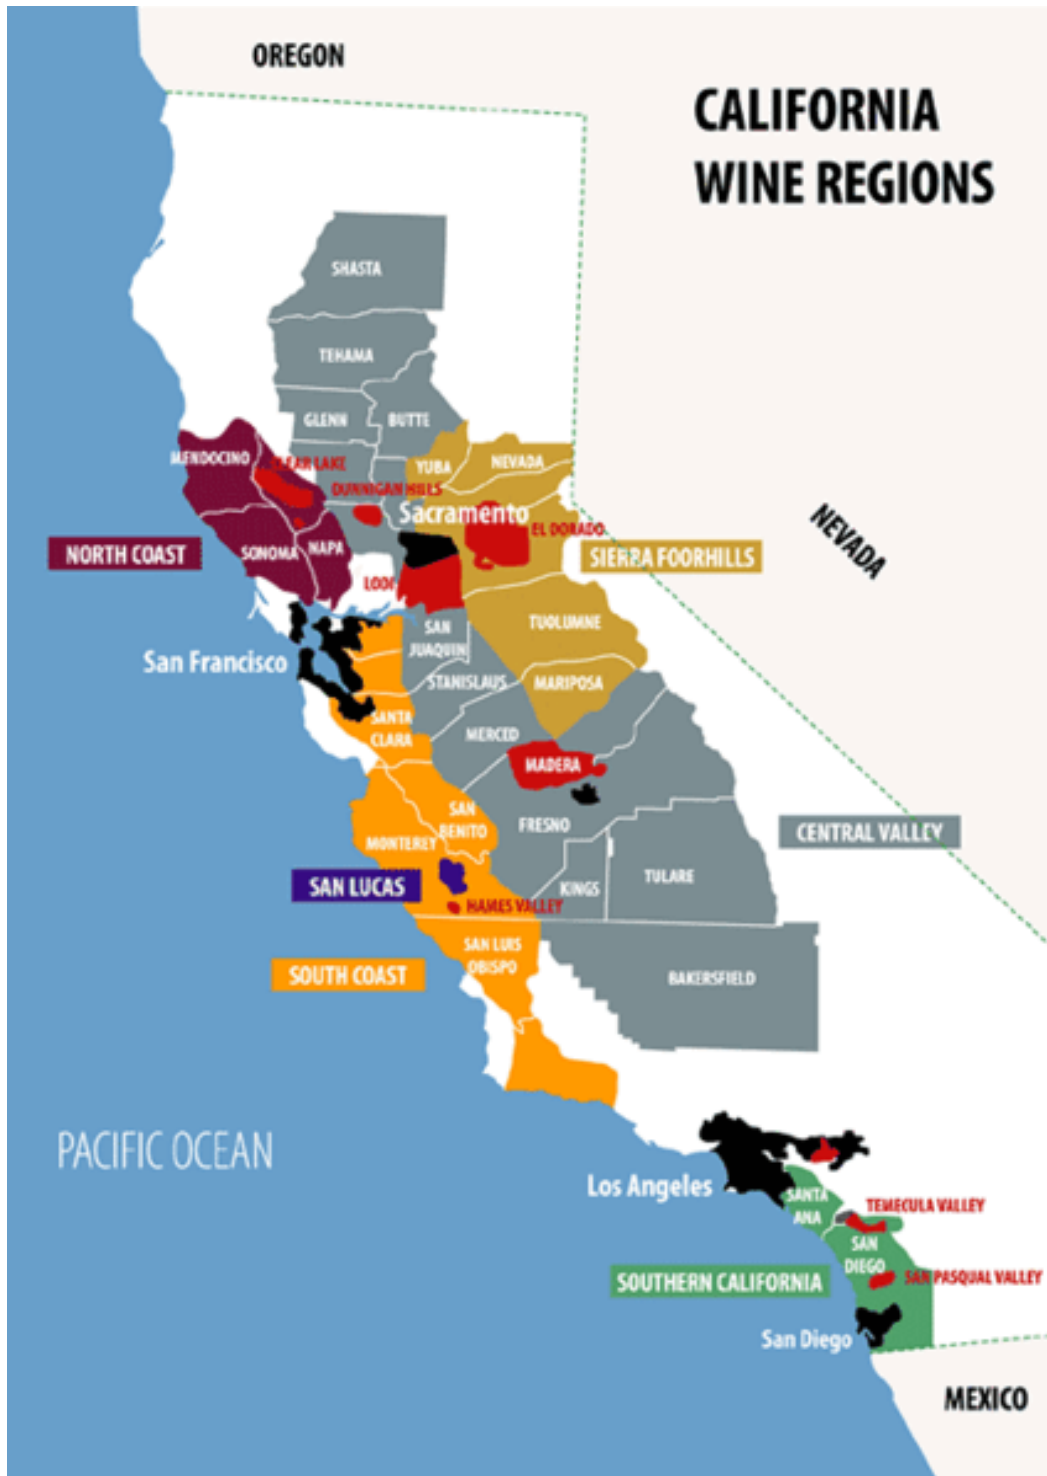 OREGON
CALIFORNIA
WINE REGIONS
SHASTA
TEHAMA
GLENN
BUTTE
MENDOCINO
CLEAR LAKE
YUBA
NEVADA
DUNNIGAN HILLS
Sacramento
EL DORADO
NEVADA
NORTH COAST
SONOMA
NAPA
SIERRA FOORHILLS
LODI
SAN
JUAQUIN
TUOLUMNE
San Francisco
STANISLAUS
MARIPOSA
SANTA
CLARA
MERCED
MADERA
SAN
BENITO
FRESNO
CENTRAL VALLEY
MONTEREY
SAN LUCAS
KINGS
TULARE
HAMES VALLEY
SAN LUIS
OBISPO
SOUTH COAST
BAKERSFIELD
PACIFIC OCEAN
Los Angeles
SANTA
ANA
TEMECULA VALLEY
SAN
DIEGO
SAN PASQUAL VALLEY
SOUTHERN CALIFORNIA
San Diego
MEXICO